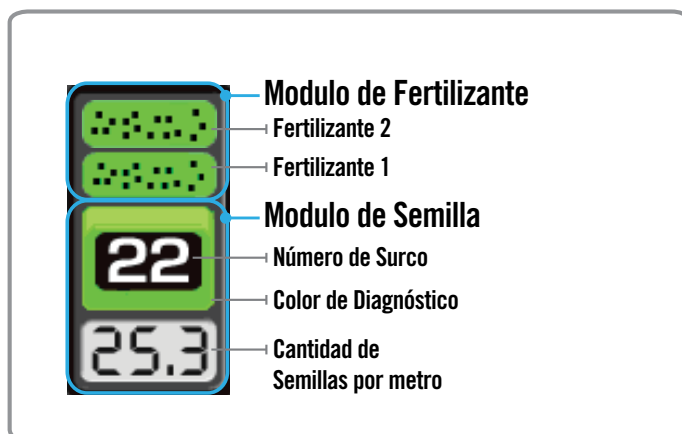 Modulo de Fertilizante
Fertilizante 2
Fertilizante 1
Modulo de Semilla
22
Número de Surco
Color de Diagnóstico
25.3
Cantidad de
Semillas por metro